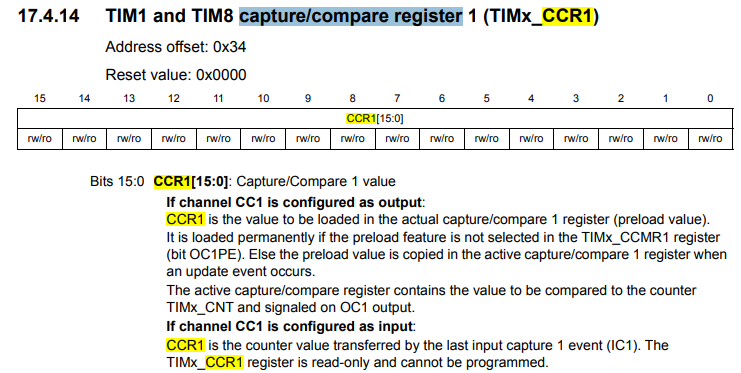 17.4.14 TIM1 and TIM8 capture/compare register 1 (TIMx_CCR1)
Address offset: 0x34
Reset value: 0x0000
15 14 13 12 11 10 9 8 7 6 5 4 3 2 1 0
CCR1[15:0]
rw/ro rw/ro rw/ro rw/ro rw/ro rw/ro rw/ro rw/ro rw/ro rw/ro rw/ro rw/ro rw/ro rw/ro rw/ro rw/ro
Bits 15:0 CCR1[15:0]: Capture/Compare 1 value
If channel CC1 is configured as output:
CCR1 is the value to be loaded in the actual capture/compare 1 register (preload value).
It is loaded permanently if the preload feature is not selected in the TIMx_CCMR1 register
(bit OC1PE). Else the preload value is copied in the active capture/compare 1 register when
an update event occurs.
The active capture/compare register contains the value to be compared to the counter
TIMx_CNT and signaled on OC1 output.
If channel CC1 is configured as input:
CCR1 is the counter value transferred by the last input capture 1 event (IC1). The
TIMx_CCR1 register is read-only and cannot be programmed.